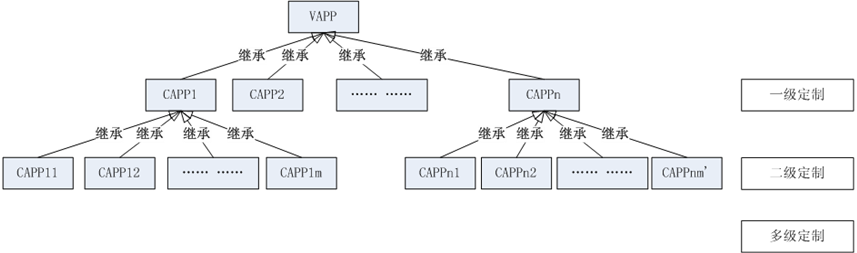 VAPP
继承 继承 继承 继承
CAPP1 CAPP2 …… …… CAPPn 一级定制
继承 继承 继承 继承 继承 继承 继承 继承
CAPP11 CAPP12 …… …… CAPP1m CAPPn1 CAPPn2 …… …… CAPPnm' 二级定制
多级定制